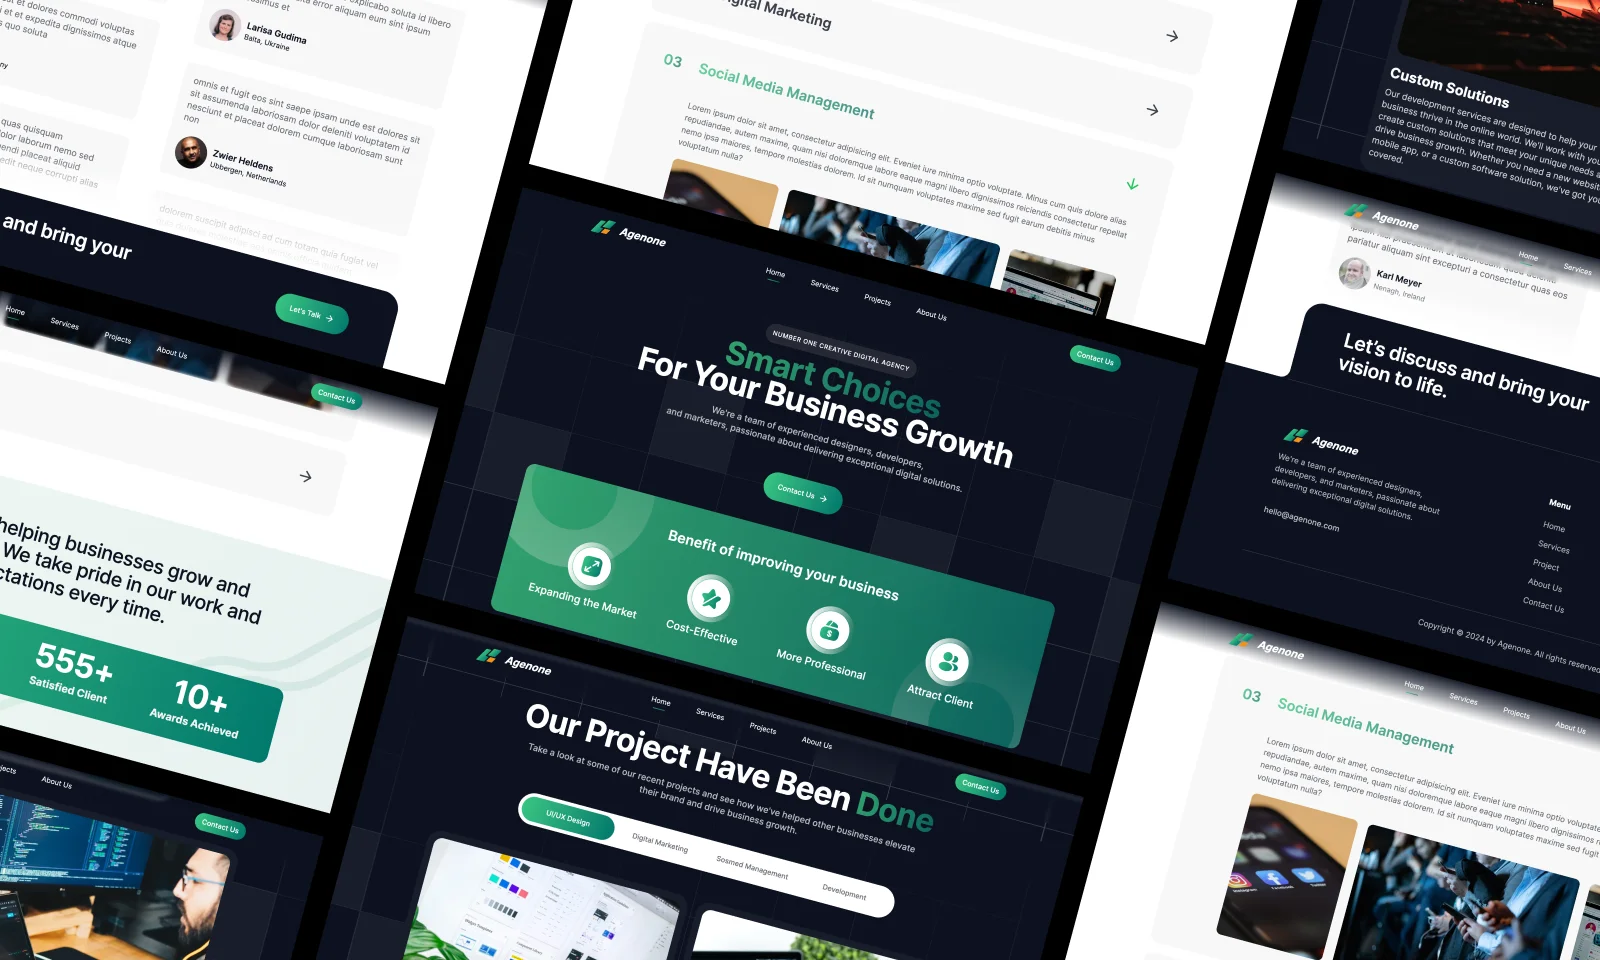 et dolores commodi voluptas
et et expedita dignissimos atque
quo soluta
explicabo soluta id libero
error aliquam eum sint ipsum
Larisa Gudima
Balta, Ukraine
omnis et fugit eos sint saepe ipsam unde est dolores sit
sit assumenda laboriosam dolor deleniti voluptatem id
nesciunt et placeat dolorem cumque laboriosam sunt
non
Zwier Heldens
Ubbergen, Netherlands
quas quisquam
dolor laborum nemo sed
placeat aliquid
edit neque corrupti alias
dolorem suscipit adipisci ad cum totam quia fugiat vel
and bring your
Let's Talk
Home
Services
Projects
About Us
Contact Us
helping businesses grow and
We take pride in our work and
every time.
555+
Satisfied Client
10+
Awards Achieved
About Us
Contact Us
Digital Marketing
03
Social Media Management
Lorem ipsum dolor sit amet, consectetur adipisicing elit. Eveniet iure minima optio voluptate. Minus cum quis dolore alias
repudiandae, autem maxime, quam nisi doloremque labore eaque magni libero dignissimos reiciendis consectetur repellat
nemo ipsa maiores, tempore molestias dolorem. Id sit numquam voluptates maxime sed fugit earum debitis minus
voluptatum nulla?
Agenone
Home
Services
Projects
About Us
Contact Us
NUMBER ONE CREATIVE DIGITAL AGENCY
Smart Choices
For Your Business Growth
We're a team of experienced designers, developers,
and marketers, passionate about delivering exceptional digital solutions.
Contact Us
Benefit of improving your business
Expanding the Market
Cost-Effective
More Professional
Attract Client
Agenone
Home
Services
Projects
About Us
Contact Us
Our Project Have Been Done
Take a look at some of our recent projects and see how we've helped other businesses elevate
their brand and drive business growth.
UI/UX Design
Digital Marketing
Sosmed Management
Development
Custom Solutions
Our development services are designed to help your
business thrive in the online world. We'll work with you
create custom solutions that meet your unique needs a
drive business growth. Whether you need a new websit
mobile app, or a custom software solution, we've got yo
covered.
Agenone
Home
Services
pariatur aliquam sint excepturi a consectetur quas eos
Karl Meyer
Nenagh, Ireland
Let's discuss and bring your
vision to life.
Agenone
We're a team of experienced designers,
developers, and marketers, passionate about
delivering exceptional digital solutions.
hello@agenone.com
Menu
Home
Services
Project
About Us
Contact Us
Copyright © 2024 by Agenone. All rights reserved
Agenone
Home
Services
Projects
About Us
03
Social Media Management
Lorem ipsum dolor sit amet, consectetur adipisicing elit. Eveniet iure minima optio voluptate
repudiandae, autem maxime, quam nisi doloremque labore eaque magni libero dignissimos
nemo ipsa maiores, tempore molestias dolorem. Id sit numquam voluptates maxime sed fug
voluptatum nulla?
Instagram
Facebook
Twitter